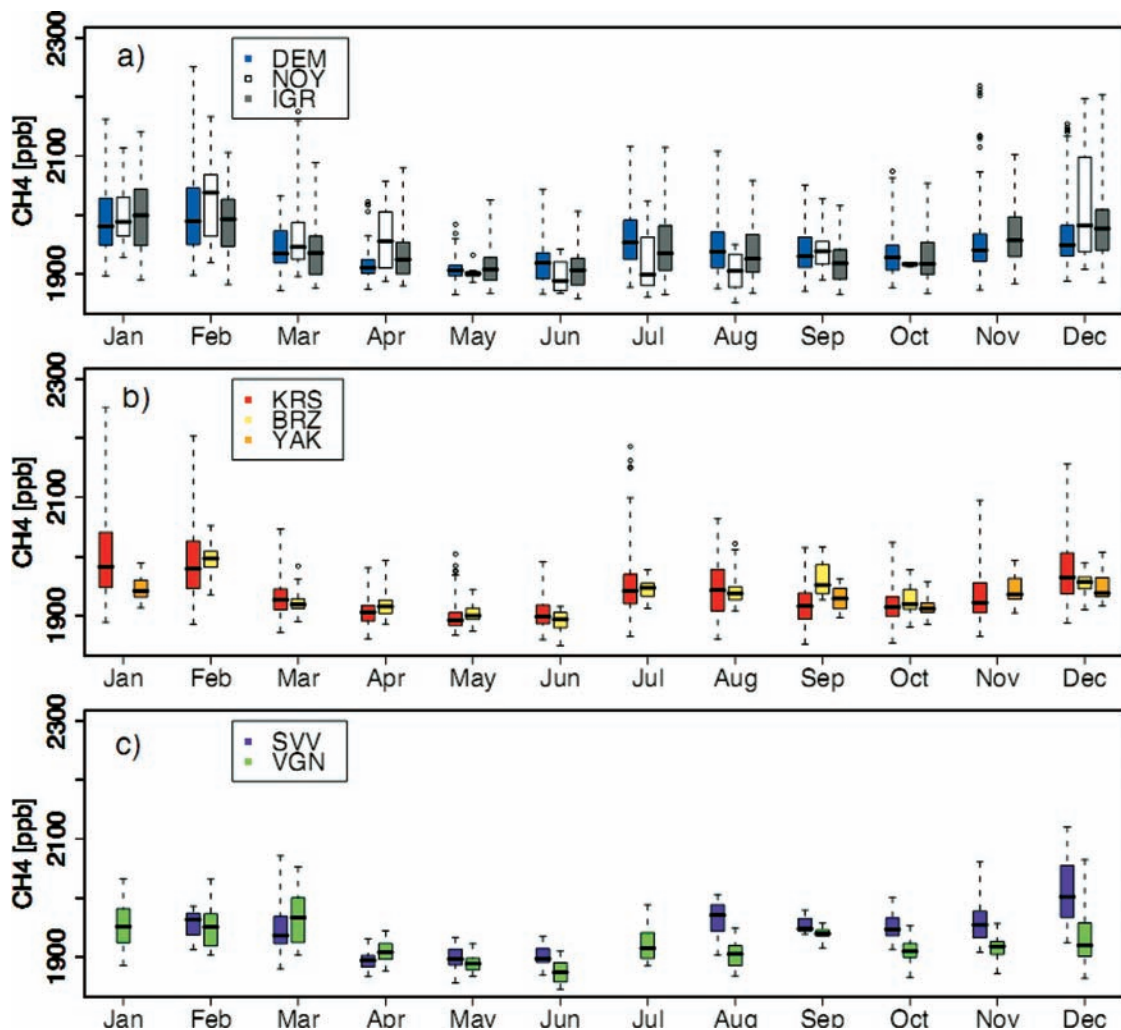 a)
DEM
NOY
IGR
CH4 [ppb]
2300
2100
1900
Jan Feb Mar Apr May Jun Jul Aug Sep Oct Nov Dec
b)
KRS
BRZ
YAK
CH4 [ppb]
2300
2100
1900
Jan Feb Mar Apr May Jun Jul Aug Sep Oct Nov Dec
c)
SVV
VGN
CH4 [ppb]
2300
2100
1900
Jan Feb Mar Apr May Jun Jul Aug Sep Oct Nov Dec